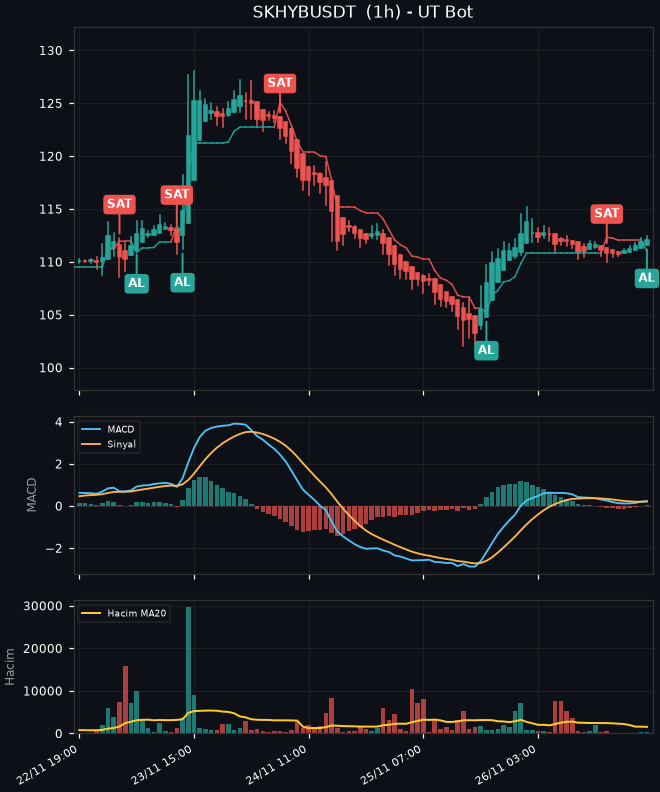 SKHYBUSDT (1h) - UT Bot
130
125
120
115
110
105
100
SAT
SAT
SAT
SAT
AL
AL
AL
AL
MACD
4
2
0
−2
MACD
Sinyal
Hacim
30000
20000
10000
0
Hacim MA20
22/11 19:00
23/11 15:00
24/11 11:00
25/11 07:00
26/11 03:00